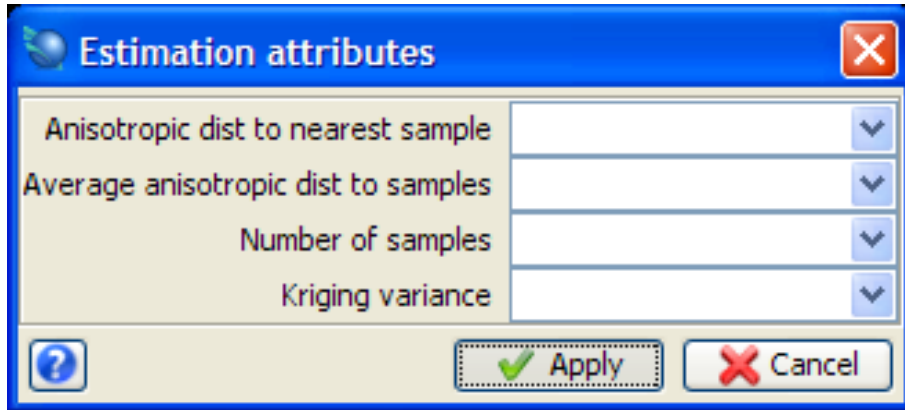 Estimation attributes
Anisotropic dist to nearest sample
Average anisotropic dist to samples
Number of samples
Kriging variance
? Apply Cancel